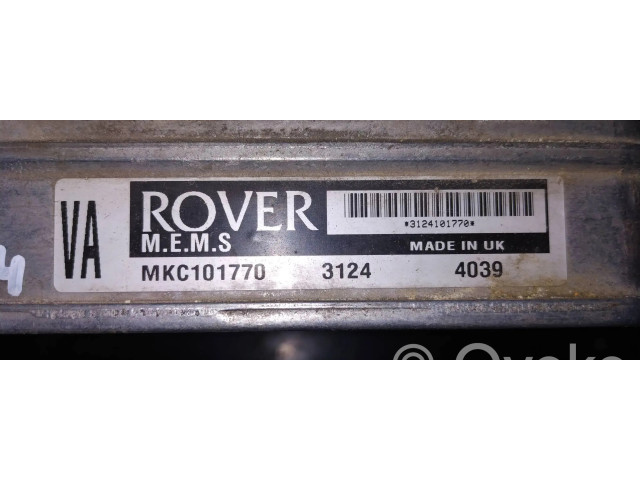 VA
ROVER
M.E.M.S
*3124101770*
MADE IN UK
MKC101770 3124 4039
©